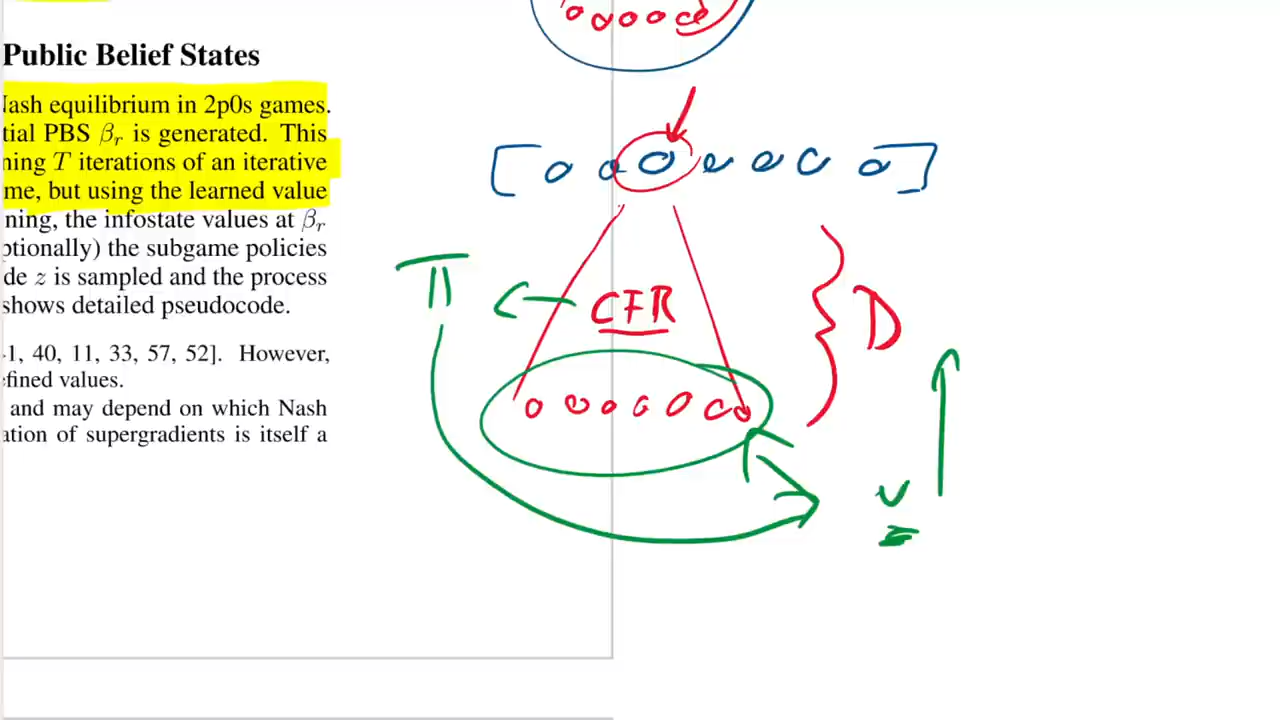 Public Belief States
Nash equilibrium in 2p0s games.
tial PBS βr is generated. This
ning T iterations of an iterative
me, but using the learned value
ning, the infostate values at βr
ptionally) the subgame policies
de z is sampled and the process
shows detailed pseudocode.
1, 40, 11, 33, 57, 52]. However,
fined values.
and may depend on which Nash
ation of supergradients is itself a
[ o o o o o o o ]
π
CFR
D
v